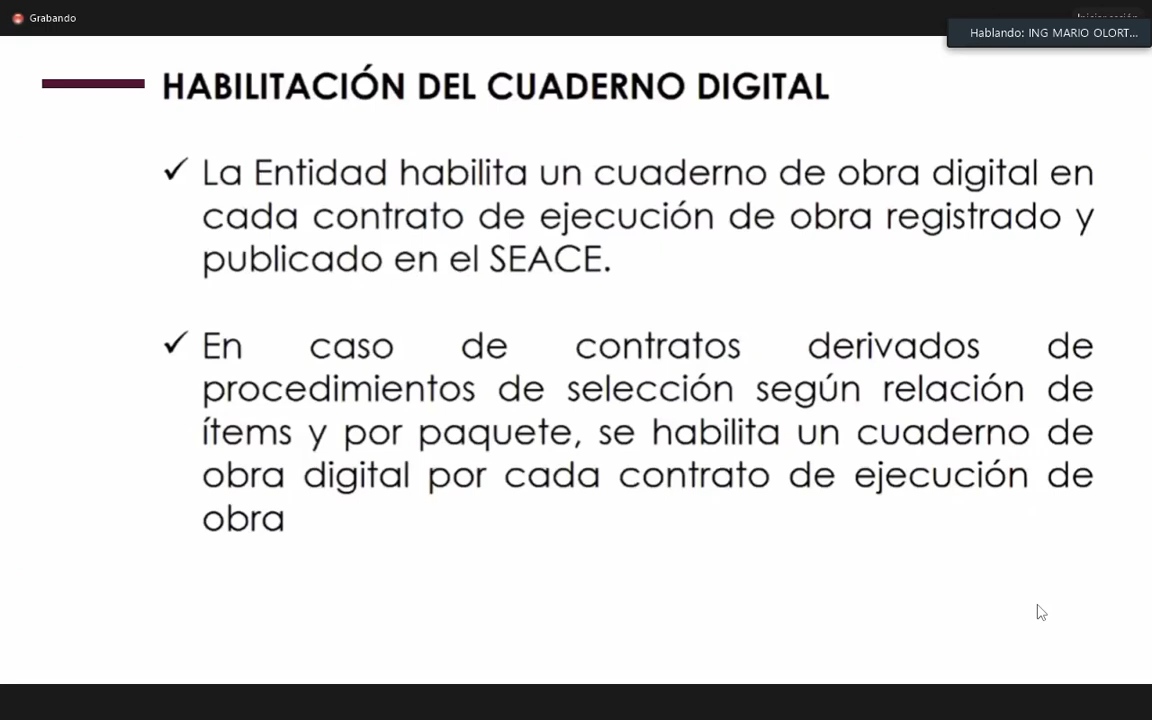 Grabando
Iniciar sesión
Hablando: ING MARIO OLORT...
HABILITACIÓN DEL CUADERNO DIGITAL
✓ La Entidad habilita un cuaderno de obra digital en
cada contrato de ejecución de obra registrado y
publicado en el SEACE.
✓ En caso de contratos derivados de
procedimientos de selección según relación de
ítems y por paquete, se habilita un cuaderno de
obra digital por cada contrato de ejecución de
obra